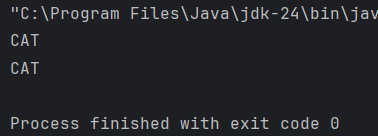 "C:\Program Files\Java\jdk-24\bin\jav
CAT
CAT
Process finished with exit code 0